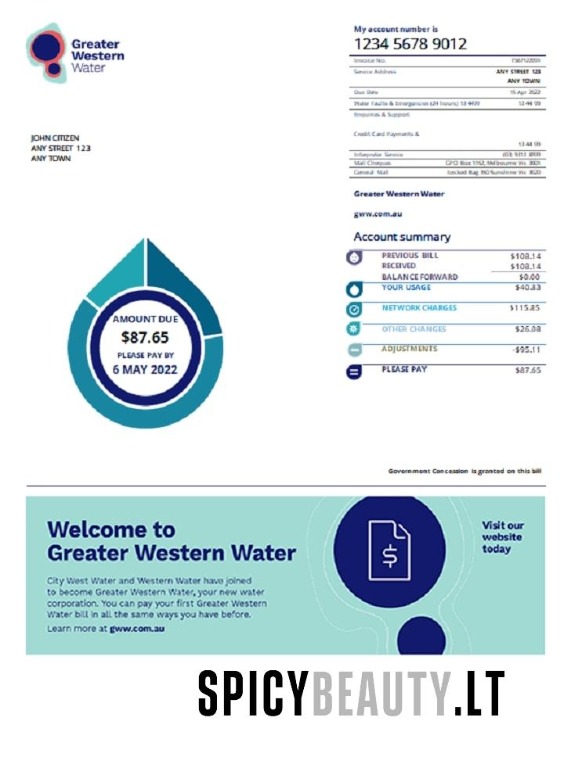 Greater
Western
Water
My account number is
1234 5678 9012
Invoice No.
Service Address ANY STREET 123
ANY TOWN
Due Date 15 Apr 2022
Water Faults & Emergencies (24 hours) 13 4499 13 44 99
Enquiries & Support
Credit Card Payments &
13 44 99
Interpreter Service (03) 9313 8989
Mail Cheques GPO Box 1152, Melbourne Vic 3001
General Mail Locked Bag 350 Sunshine Vic 3020
Greater Western Water
gww.com.au
JOHN CITIZEN
ANY STREET 123
ANY TOWN
AMOUNT DUE
$87.65
PLEASE PAY BY
6 MAY 2022
Account summary
PREVIOUS BILL $108.14
RECEIVED $108.14
BALANCE FORWARD $0.00
YOUR USAGE $40.83
NETWORK CHARGES $115.85
OTHER CHANGES $26.08
ADJUSTMENTS -$95.11
PLEASE PAY $87.65
Government Concession is granted on this bill
Welcome to
Greater Western Water
City West Water and Western Water have joined
to become Greater Western Water, your new water
corporation. You can pay your first Greater Western
Water bill in all the same ways you have before.
Learn more at gww.com.au
$
Visit our
website
today
SPICYBEAUTY.LT